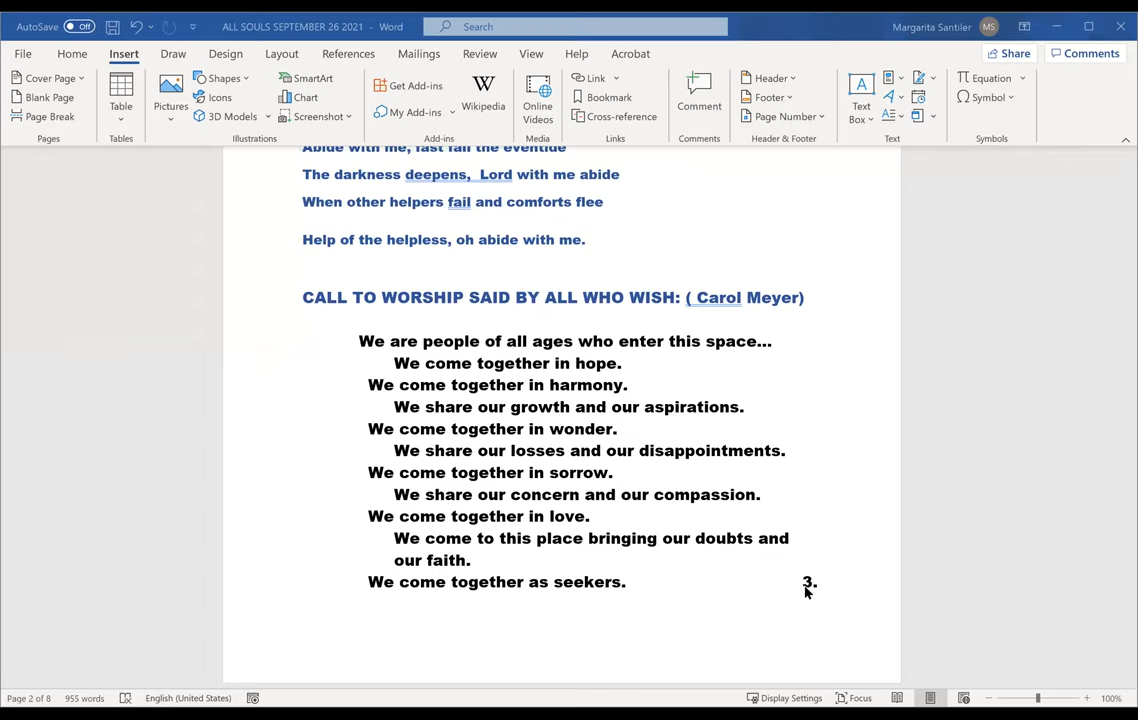 AutoSave Off ALL SOULS SEPTEMBER 26 2021 - Word Search Margarita Santiler MS
File Home Insert Draw Design Layout References Mailings Review View Help Acrobat Share Comments
Cover Page
Blank Page
Page Break
Pages
Table
Tables
Pictures
Shapes
Icons
3D Models
SmartArt
Chart
Screenshot
Illustrations
Get Add-ins
My Add-ins
W
Wikipedia
Add-ins
Online
Videos
Media
Link
Bookmark
Cross-reference
Links
Comment
Comments
Header
Footer
Page Number
Header & Footer
A
Text
Box
Text
Equation
Symbol
Symbols
Abide with me, fast fall the eventide
The darkness deepens, Lord with me abide
When other helpers fail and comforts flee
Help of the helpless, oh abide with me.
CALL TO WORSHIP SAID BY ALL WHO WISH: ( Carol Meyer)
We are people of all ages who enter this space...
We come together in hope.
We come together in harmony.
We share our growth and our aspirations.
We come together in wonder.
We share our losses and our disappointments.
We come together in sorrow.
We share our concern and our compassion.
We come together in love.
We come to this place bringing our doubts and
our faith.
We come together as seekers. 3.
Page 2 of 8 955 words English (United States) Display Settings Focus 100%